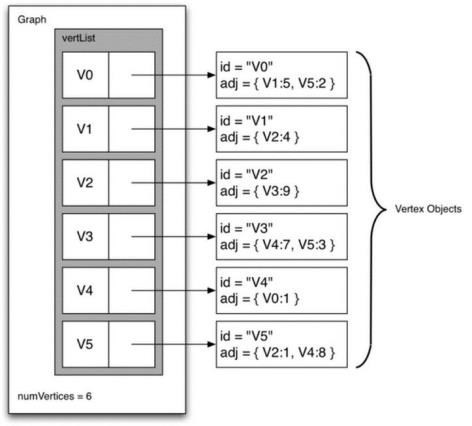 Graph
vertList
V0
id = "V0"
adj = { V1:5, V5:2 }
V1
id = "V1"
adj = { V2:4 }
V2
id = "V2"
adj = { V3:9 }
V3
id = "V3"
adj = { V4:7, V5:3 }
V4
id = "V4"
adj = { V0:1 }
V5
id = "V5"
adj = { V2:1, V4:8 }
Vertex Objects
numVertices = 6